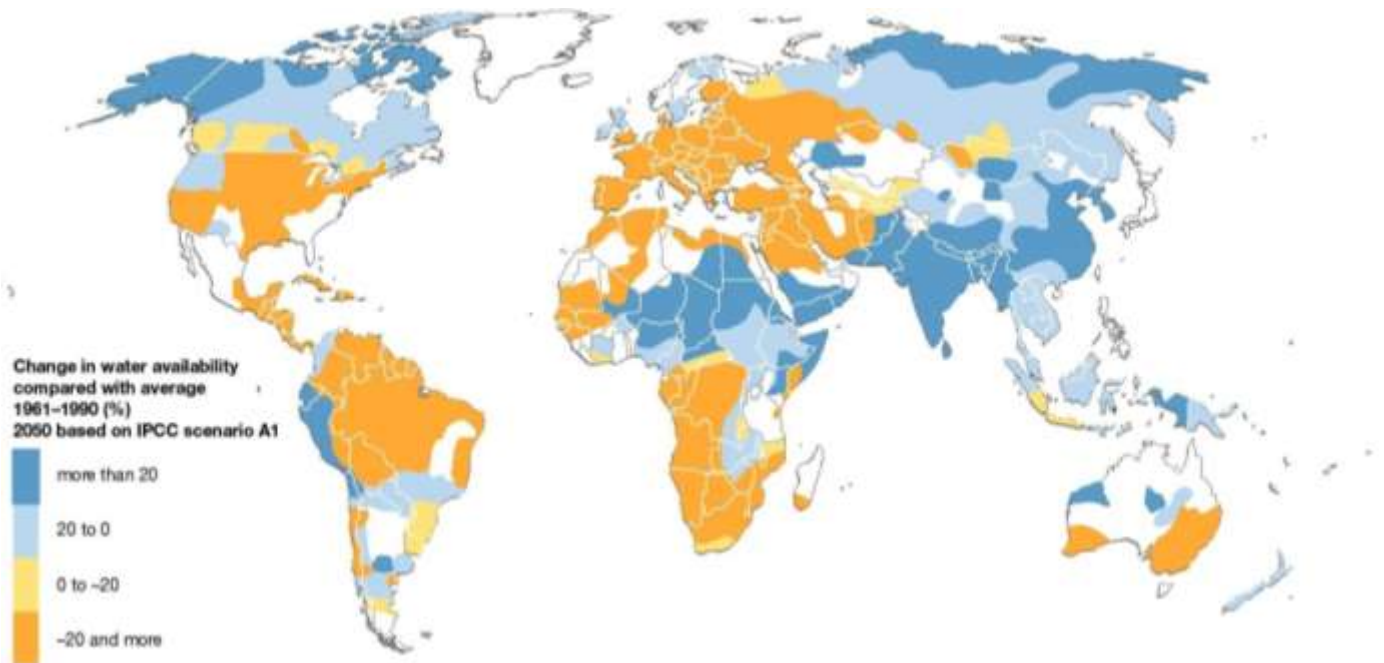 Change in water availability
compared with average
1961–1990 (%)
2050 based on IPCC scenario A1
more than 20
20 to 0
0 to –20
–20 and more